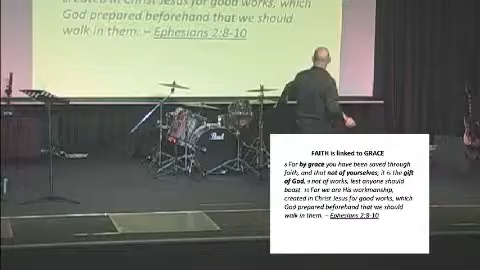 created in Christ Jesus for good works, which
God prepared beforehand that we should
walk in them. – Ephesians 2:8-10
Pearl
FAITH is linked to GRACE
8 For by grace you have been saved through
faith, and that not of yourselves; it is the gift
of God, 9 not of works, lest anyone should
boast. 10 For we are His workmanship,
created in Christ Jesus for good works, which
God prepared beforehand that we should
walk in them. – Ephesians 2:8-10